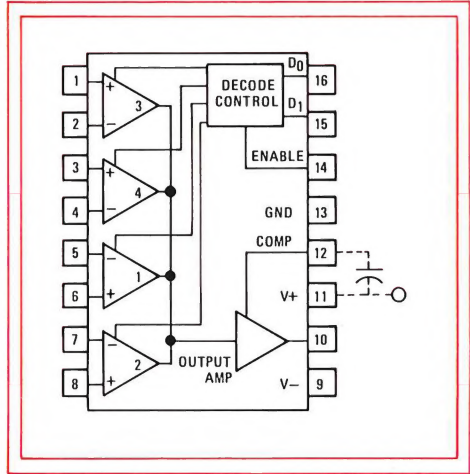 1
2
3
4
5
6
7
8
+
−
3
+
−
4
−
+
1
−
+
2
DECODE
CONTROL
D0
D1
ENABLE
GND
COMP
V+
OUTPUT
AMP
V−
16
15
14
13
12
11
10
9